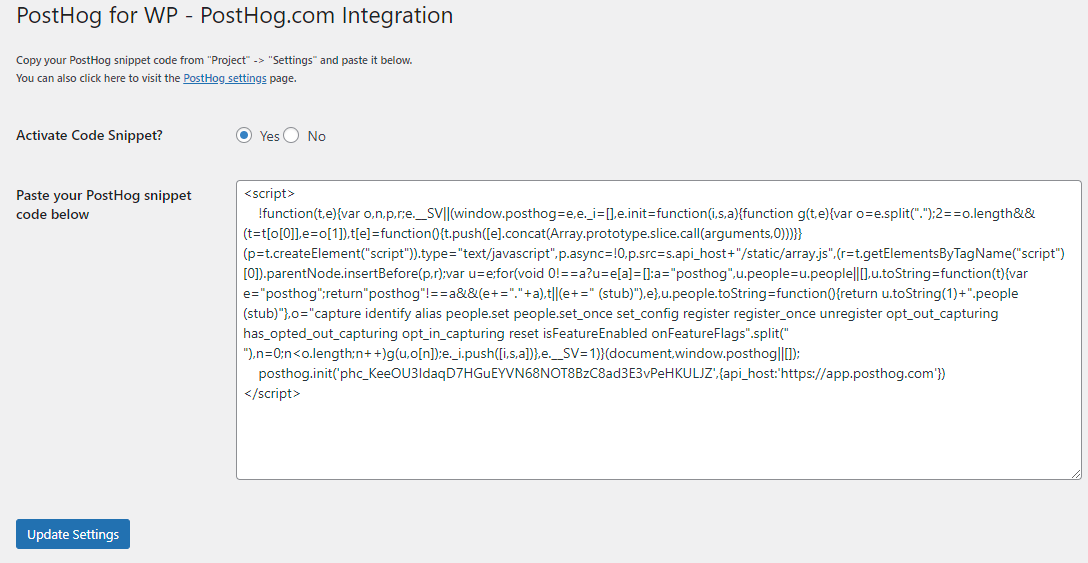 PostHog for WP - PostHog.com Integration
Copy your PostHog snippet code from "Project" -> "Settings" and paste it below.
You can also click here to visit the PostHog settings page.
Activate Code Snippet?
Yes No
Paste your PostHog snippet
code below
<script>
!function(t,e){var o,n,p,r;e.__SV||(window.posthog=e,e._i=[],e.init=function(i,s,a){function g(t,e){var o=e.split(".");2==o.length&&
(t=t[o[0]],e=o[1]),t[e]=function(){t.push([e].concat(Array.prototype.slice.call(arguments,0)))}}
(p=t.createElement("script")).type="text/javascript",p.async=!0,p.src=s.api_host+"/static/array.js",(r=t.getElementsByTagName("script")
[0]).parentNode.insertBefore(p,r);var u=e;for(void 0!==a?u=e[a]=[]:a="posthog",u.people=u.people||[],u.toString=function(t){var
e="posthog";return"posthog"!==a&&(e+="."+a),t||(e+=" (stub)"),e},u.people.toString=function(){return u.toString(1)+".people
(stub)"},o="capture identify alias people.set people.set_once set_config register register_once unregister opt_out_capturing
has_opted_out_capturing opt_in_capturing reset isFeatureEnabled onFeatureFlags".split("
"),n=0;n<o.length;n++)g(u,o[n]);e._i.push([i,s,a])},e.__SV=1)}(document,window.posthog||[]);
posthog.init('phc_KeeOU3IdaqD7HGuEYVN68NOT8BzC8ad3E3vPeHKULJZ',{api_host:'https://app.posthog.com'})
</script>
Update Settings